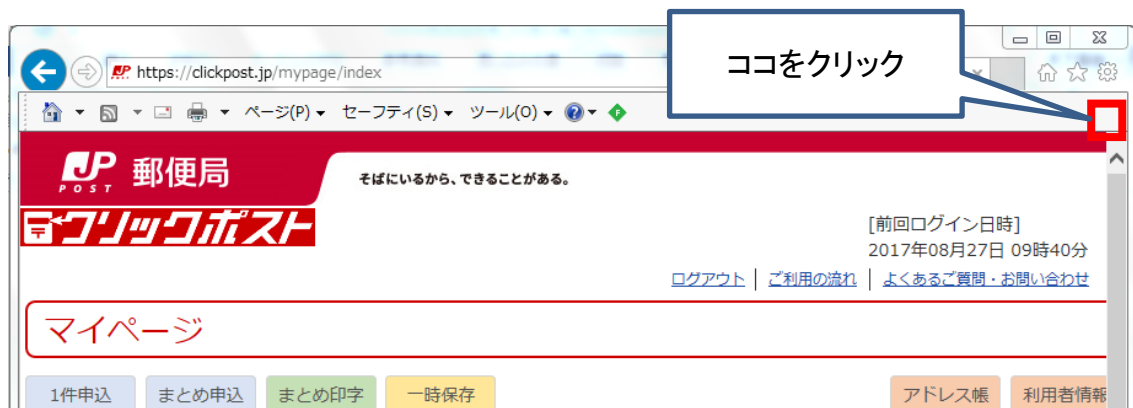 ココをクリック
https://clickpost.jp/mypage/index
ページ(P) セーフティ(S) ツール(O)
JP POST 郵便局
そばにいるから、できることがある。
クリックポスト
[前回ログイン日時]
2017年08月27日 09時40分
ログアウト | ご利用の流れ | よくあるご質問・お問い合わせ
マイページ
1件申込 まとめ申込 まとめ印字 一時保存 アドレス帳 利用者情報